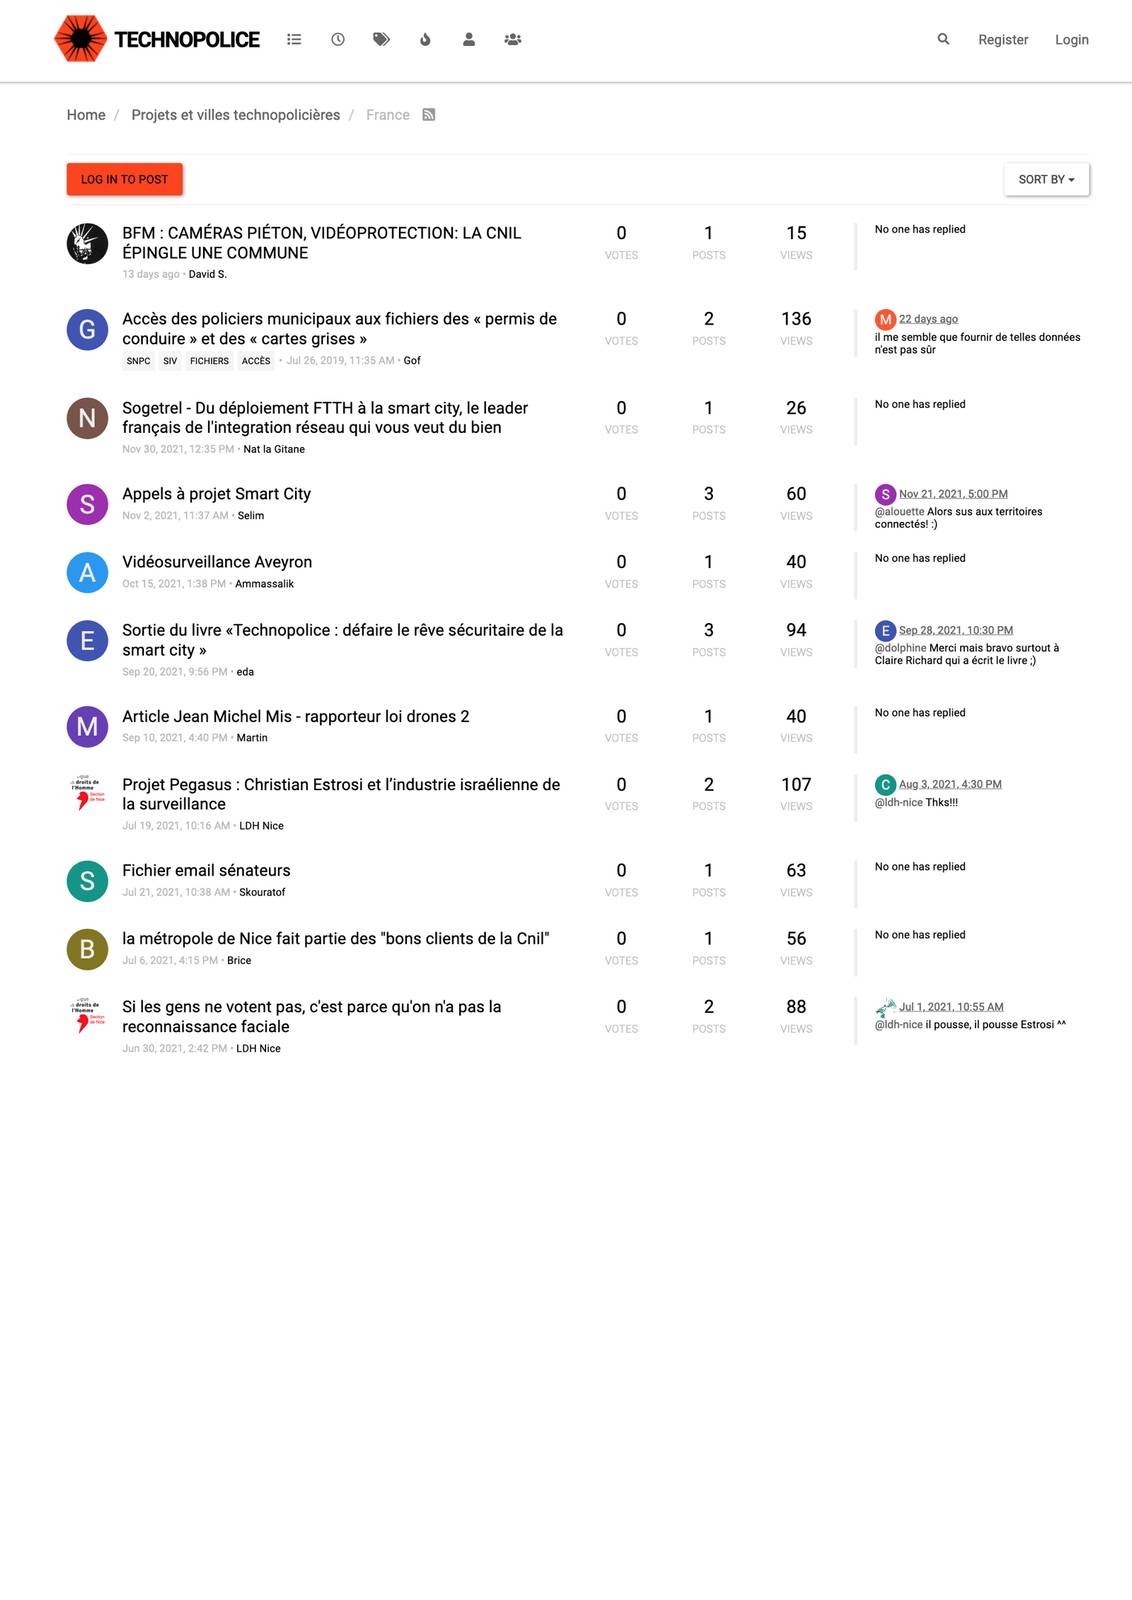 TECHNOPOLICE
Register
Login
Home / Projets et villes technopolicières / France
LOG IN TO POST
SORT BY
BFM : CAMÉRAS PIÉTON, VIDÉOPROTECTION: LA CNIL
ÉPINGLE UNE COMMUNE
13 days ago • David S.
0 VOTES
1 POSTS
15 VIEWS
No one has replied
G
Accès des policiers municipaux aux fichiers des « permis de
conduire » et des « cartes grises »
SNPC SIV FICHIERS ACCÈS • Jul 26, 2019, 11:35 AM • Gof
0 VOTES
2 POSTS
136 VIEWS
M 22 days ago
il me semble que fournir de telles données
n'est pas sûr
N
Sogetrel - Du déploiement FTTH à la smart city, le leader
français de l'integration réseau qui vous veut du bien
Nov 30, 2021, 12:35 PM • Nat la Gitane
0 VOTES
1 POSTS
26 VIEWS
No one has replied
S
Appels à projet Smart City
Nov 2, 2021, 11:37 AM • Selim
0 VOTES
3 POSTS
60 VIEWS
S Nov 21, 2021, 5:00 PM
@alouette Alors sus aux territoires
connectés! :)
A
Vidéosurveillance Aveyron
Oct 15, 2021, 1:38 PM • Ammassalik
0 VOTES
1 POSTS
40 VIEWS
No one has replied
E
Sortie du livre «Technopolice : défaire le rêve sécuritaire de la
smart city »
Sep 20, 2021, 9:56 PM • eda
0 VOTES
3 POSTS
94 VIEWS
E Sep 28, 2021, 10:30 PM
@dolphine Merci mais bravo surtout à
Claire Richard qui a écrit le livre ;)
M
Article Jean Michel Mis - rapporteur loi drones 2
Sep 10, 2021, 4:40 PM • Martin
0 VOTES
1 POSTS
40 VIEWS
No one has replied
droits de
l'Homme
Section
de Nice
Projet Pegasus : Christian Estrosi et l’industrie israélienne de
la surveillance
Jul 19, 2021, 10:16 AM • LDH Nice
0 VOTES
2 POSTS
107 VIEWS
C Aug 3, 2021, 4:30 PM
@ldh-nice Thks!!!
S
Fichier email sénateurs
Jul 21, 2021, 10:38 AM • Skouratof
0 VOTES
1 POSTS
63 VIEWS
No one has replied
B
la métropole de Nice fait partie des "bons clients de la Cnil"
Jul 6, 2021, 4:15 PM • Brice
0 VOTES
1 POSTS
56 VIEWS
No one has replied
droits de
l'Homme
Section
de Nice
Si les gens ne votent pas, c'est parce qu'on n'a pas la
reconnaissance faciale
Jun 30, 2021, 2:42 PM • LDH Nice
0 VOTES
2 POSTS
88 VIEWS
Jul 1, 2021, 10:55 AM
@ldh-nice il pousse, il pousse Estrosi ^^